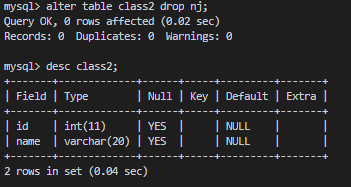 mysql> alter table class2 drop nj;
Query OK, 0 rows affected (0.02 sec)
Records: 0  Duplicates: 0  Warnings: 0
mysql> desc class2;
+-------+-------------+------+-----+---------+-------+
| Field | Type        | Null | Key | Default | Extra |
+-------+-------------+------+-----+---------+-------+
| id    | int(11)     | YES  |     | NULL    |       |
| name  | varchar(20) | YES  |     | NULL    |       |
+-------+-------------+------+-----+---------+-------+
2 rows in set (0.04 sec)